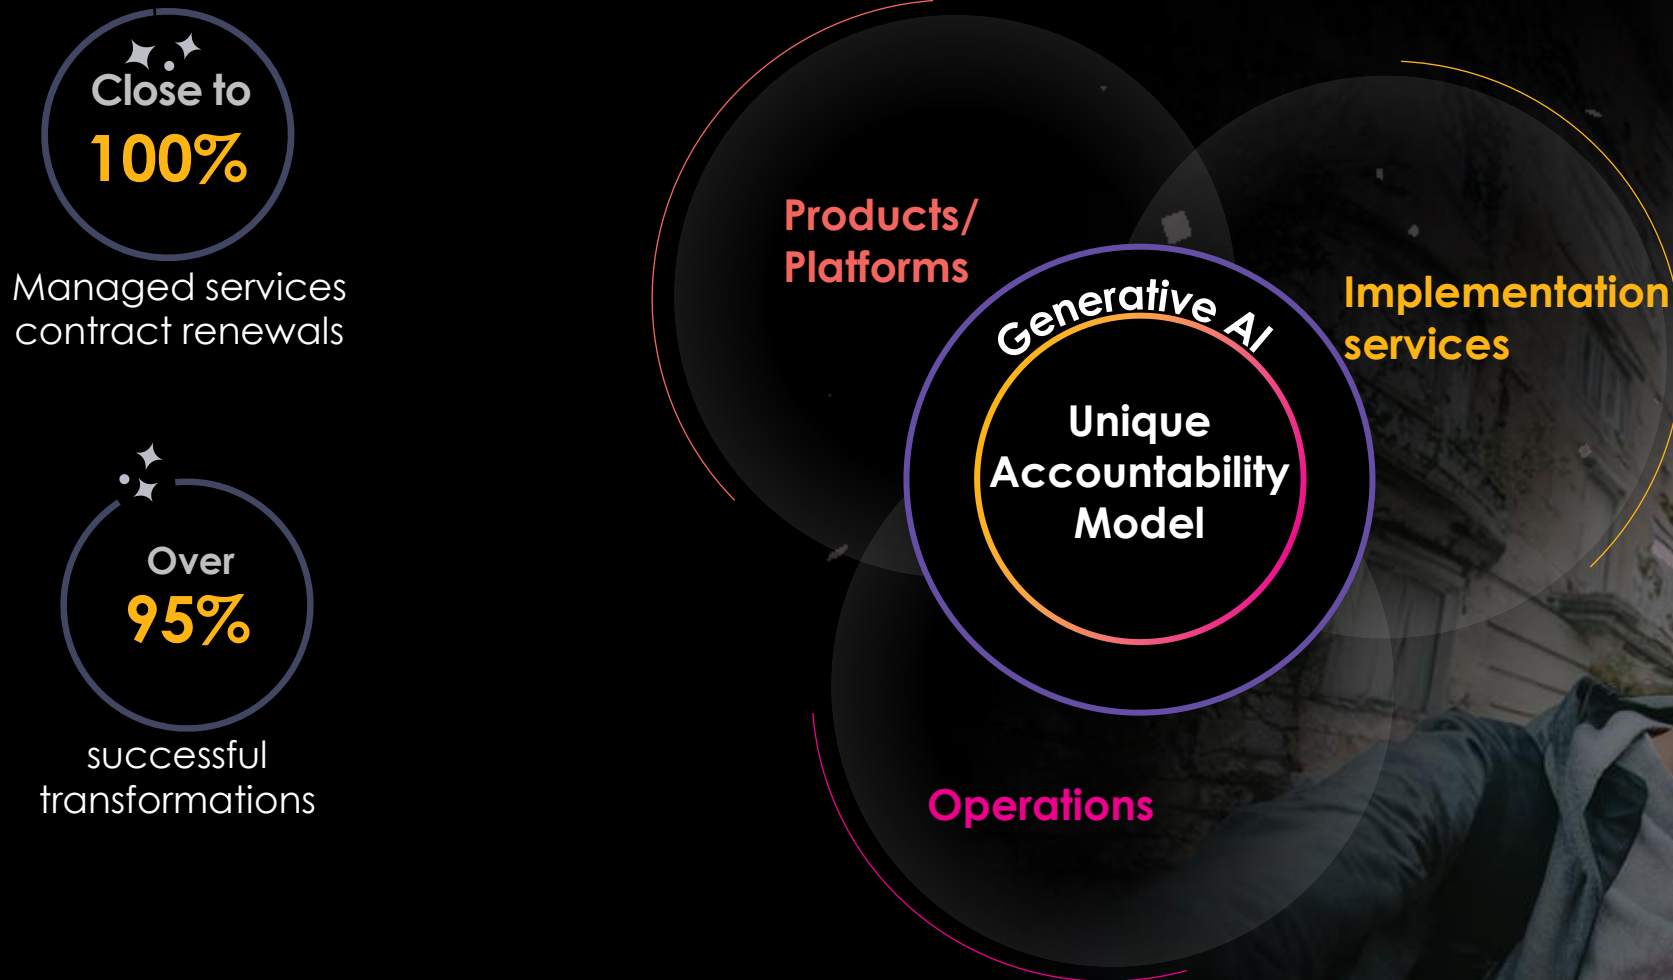 Close to
100%
Managed services
contract renewals
Over
95%
successful
transformations
Products/
Platforms
Implementation
services
Generative AI
Unique
Accountability
Model
Operations